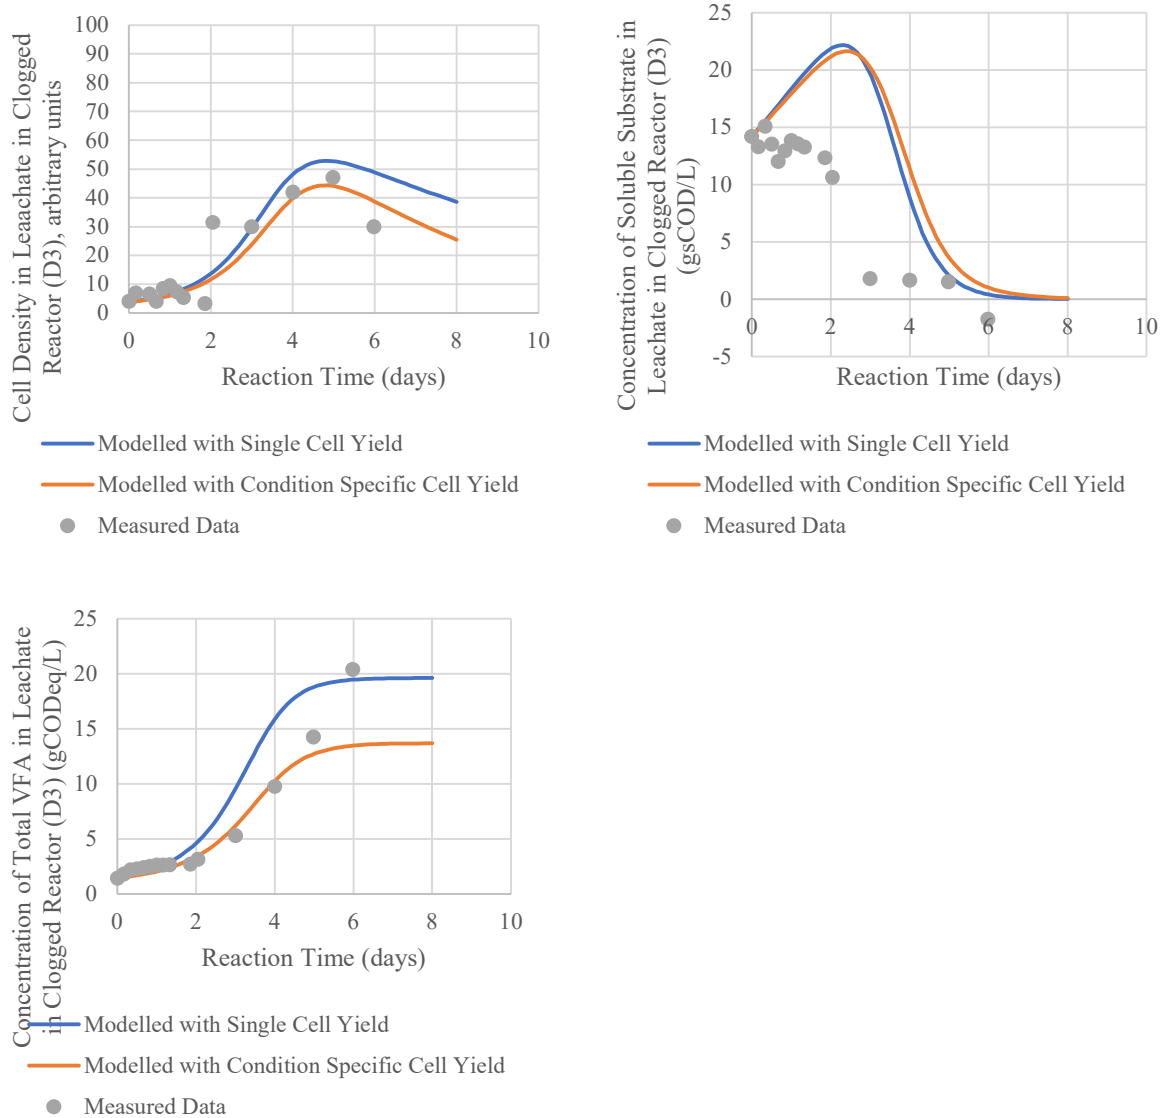 Cell Density in Leachate in Clogged
Reactor (D3), arbitrary units
100
90
80
70
60
50
40
30
20
10
0
0 2 4 6 8 10
Reaction Time (days)
Modelled with Single Cell Yield
Modelled with Condition Specific Cell Yield
Measured Data
Concentration of Soluble Substrate in
Leachate in Clogged Reactor (D3)
(gsCOD/L)
25
20
15
10
5
0
-5
0 2 4 6 8 10
Reaction Time (days)
Modelled with Single Cell Yield
Modelled with Condition Specific Cell Yield
Measured Data
Concentration of Total VFA in Leachate
in Clogged Reactor (D3) (gCODeq/L)
25
20
15
10
5
0
0 2 4 6 8 10
Reaction Time (days)
Modelled with Single Cell Yield
Modelled with Condition Specific Cell Yield
Measured Data